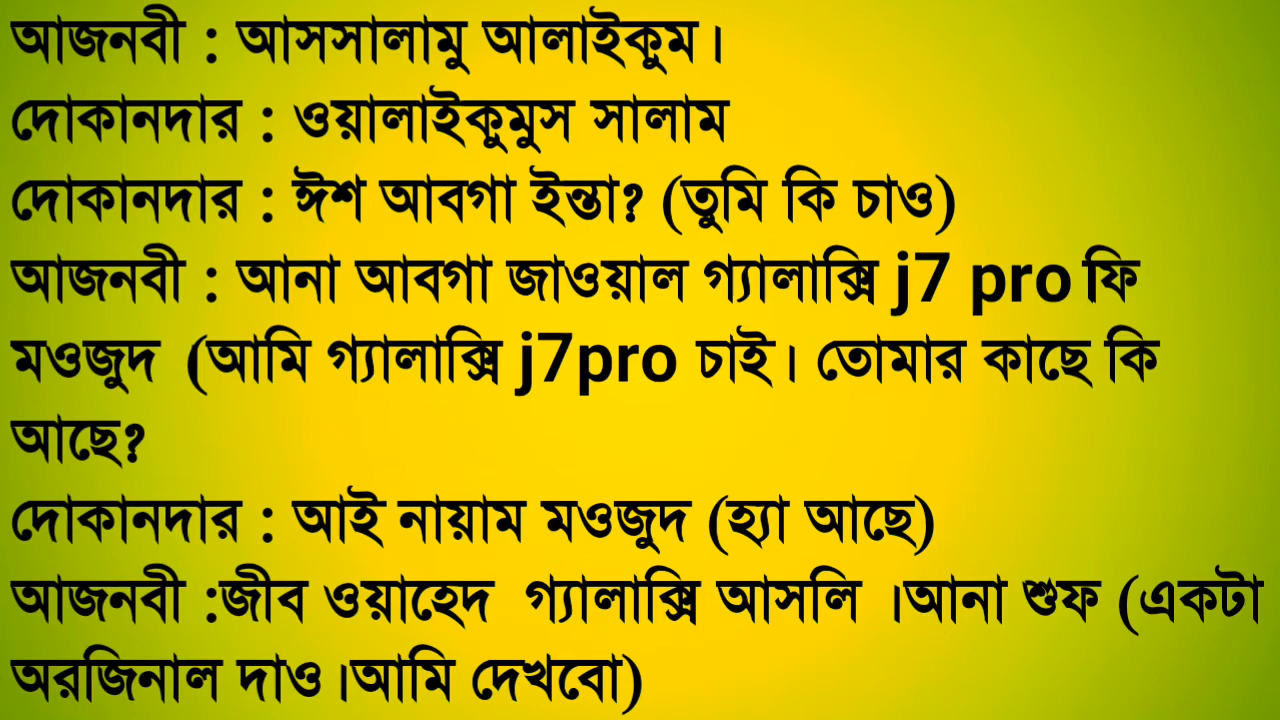 আজনবী : আসসালামু আলাইকুম।
দোকানদার : ওয়ালাইকুমুস সালাম
দোকানদার : ঈশ আবগা ইন্তা? (তুমি কি চাও)
আজনবী : আনা আবগা জাওয়াল গ্যালাক্সি j7 pro ফি
মওজুদ (আমি গ্যালাক্সি j7pro চাই। তোমার কাছে কি
আছে?
দোকানদার : আই নায়াম মওজুদ (হ্যা আছে)
আজনবী :জীব ওয়াহেদ গ্যালাক্সি আসলি ।আনা শুফ (একটা
অরজিনাল দাও।আমি দেখবো)